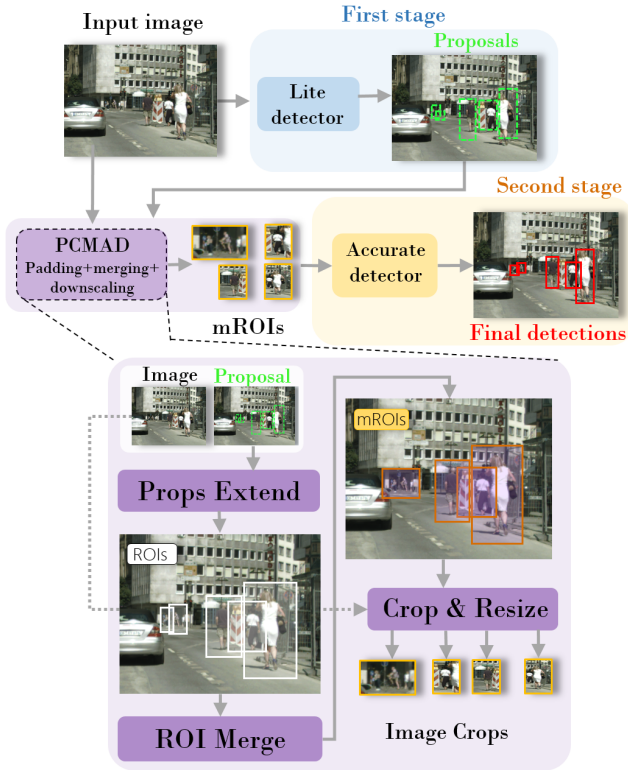 Input image
First stage
Proposals
Lite
detector
Second stage
PCMAD
Padding+merging+
downscaling
mROIs
Accurate
detector
Final detections
Image
Proposal
mROIs
Props Extend
ROIs
Crop & Resize
ROI Merge
Image Crops